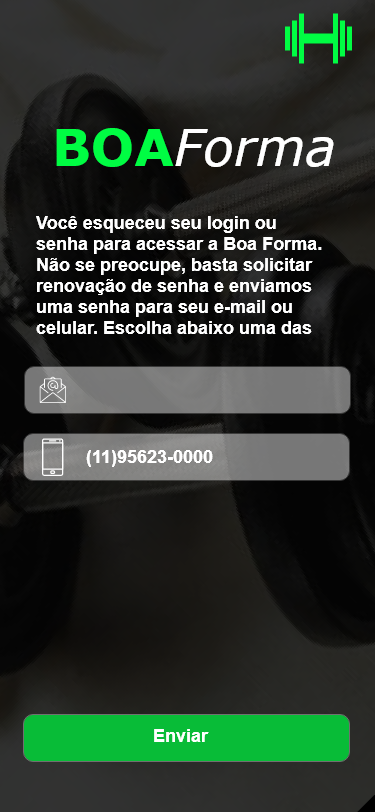 BOAForma
Você esqueceu seu login ou
senha para acessar a Boa Forma.
Não se preocupe, basta solicitar
renovação de senha e enviamos
uma senha para seu e-mail ou
celular. Escolha abaixo uma das
(11)95623-0000
Enviar